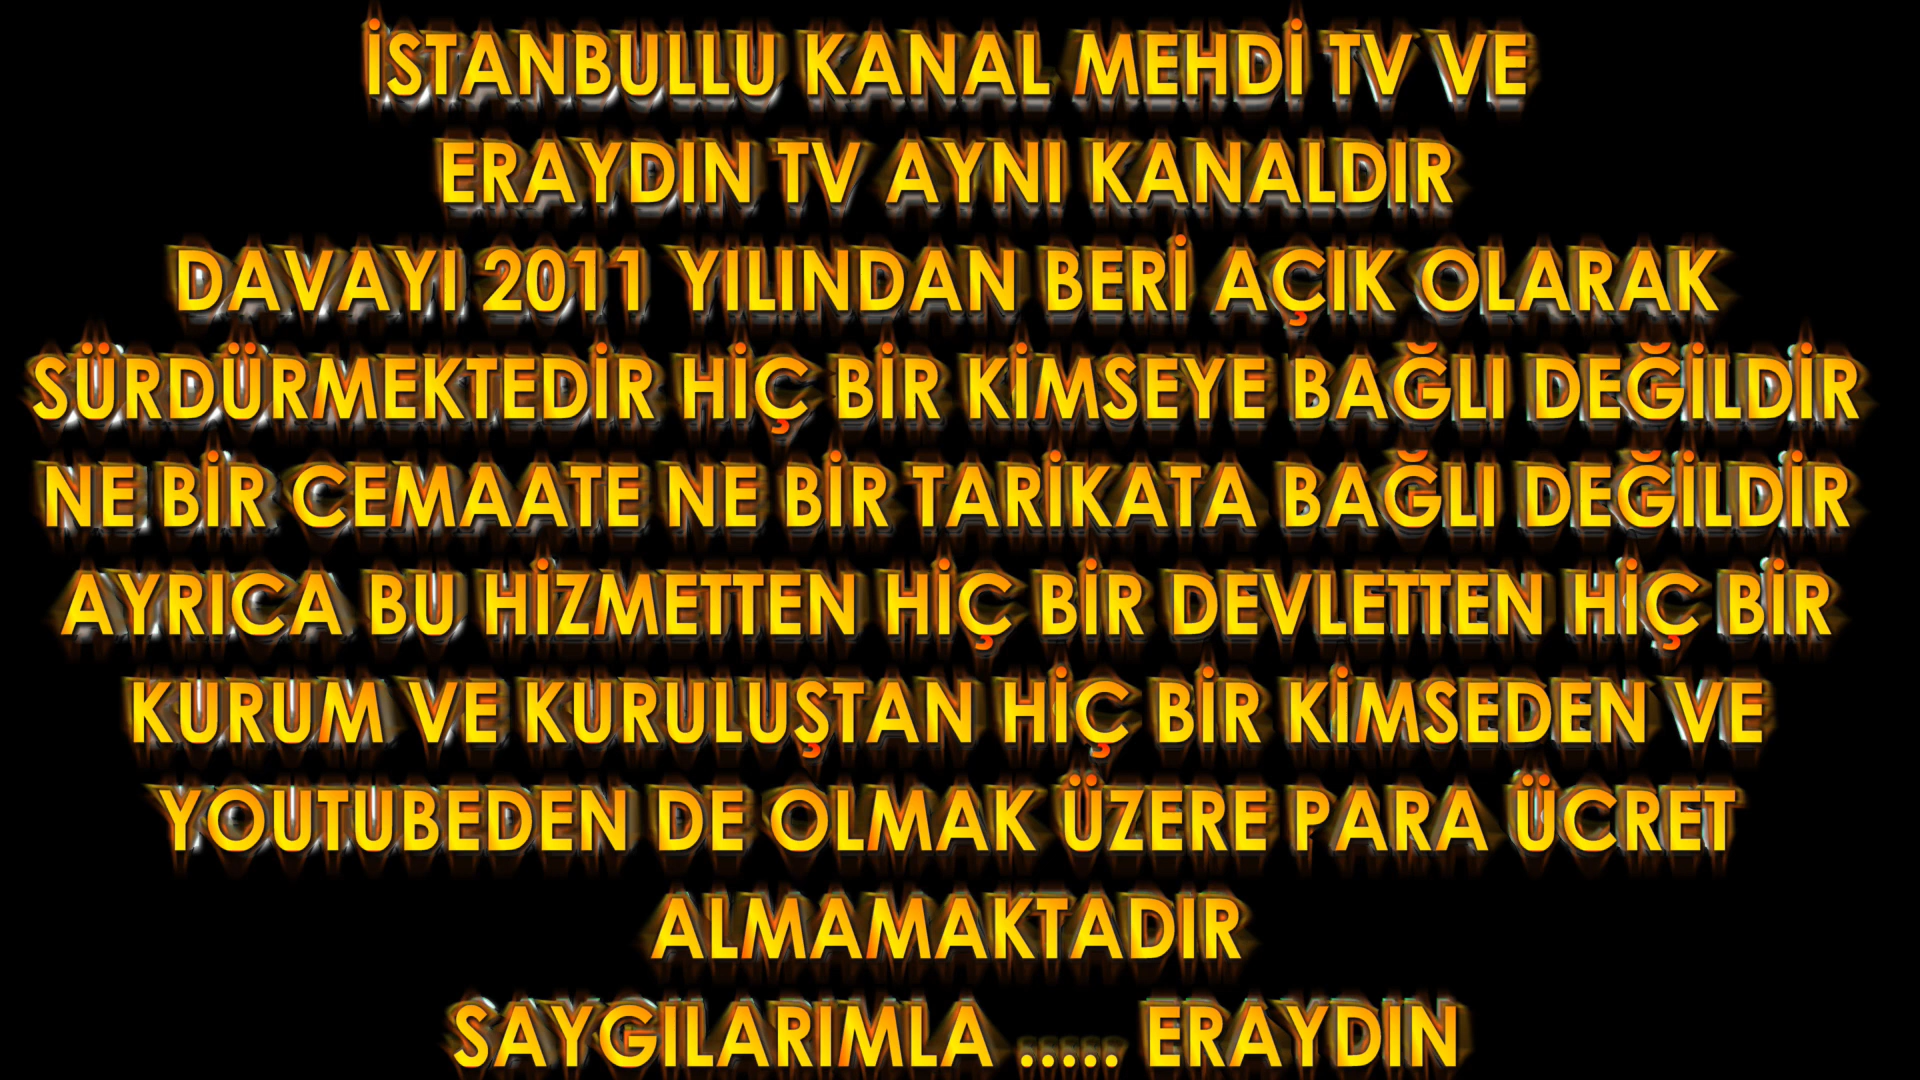 İSTANBULLU KANAL MEHDİ TV VE
ERAYDIN TV AYNI KANALDIR
DAVAYI 2011 YILINDAN BERİ AÇIK OLARAK
SÜRDÜRMEKTEDİR HİÇ BİR KİMSEYE BAĞLI DEĞİLDİR
NE BİR CEMAATE NE BİR TARİKATA BAĞLI DEĞİLDİR
AYRICA BU HİZMETTEN HİÇ BİR DEVLETTEN HİÇ BİR
KURUM VE KURULUŞTAN HİÇ BİR KİMSEDEN VE
YOUTUBEDEN DE OLMAK ÜZERE PARA ÜCRET
ALMAMAKTADIR
SAYGILARIMLA ..... ERAYDIN